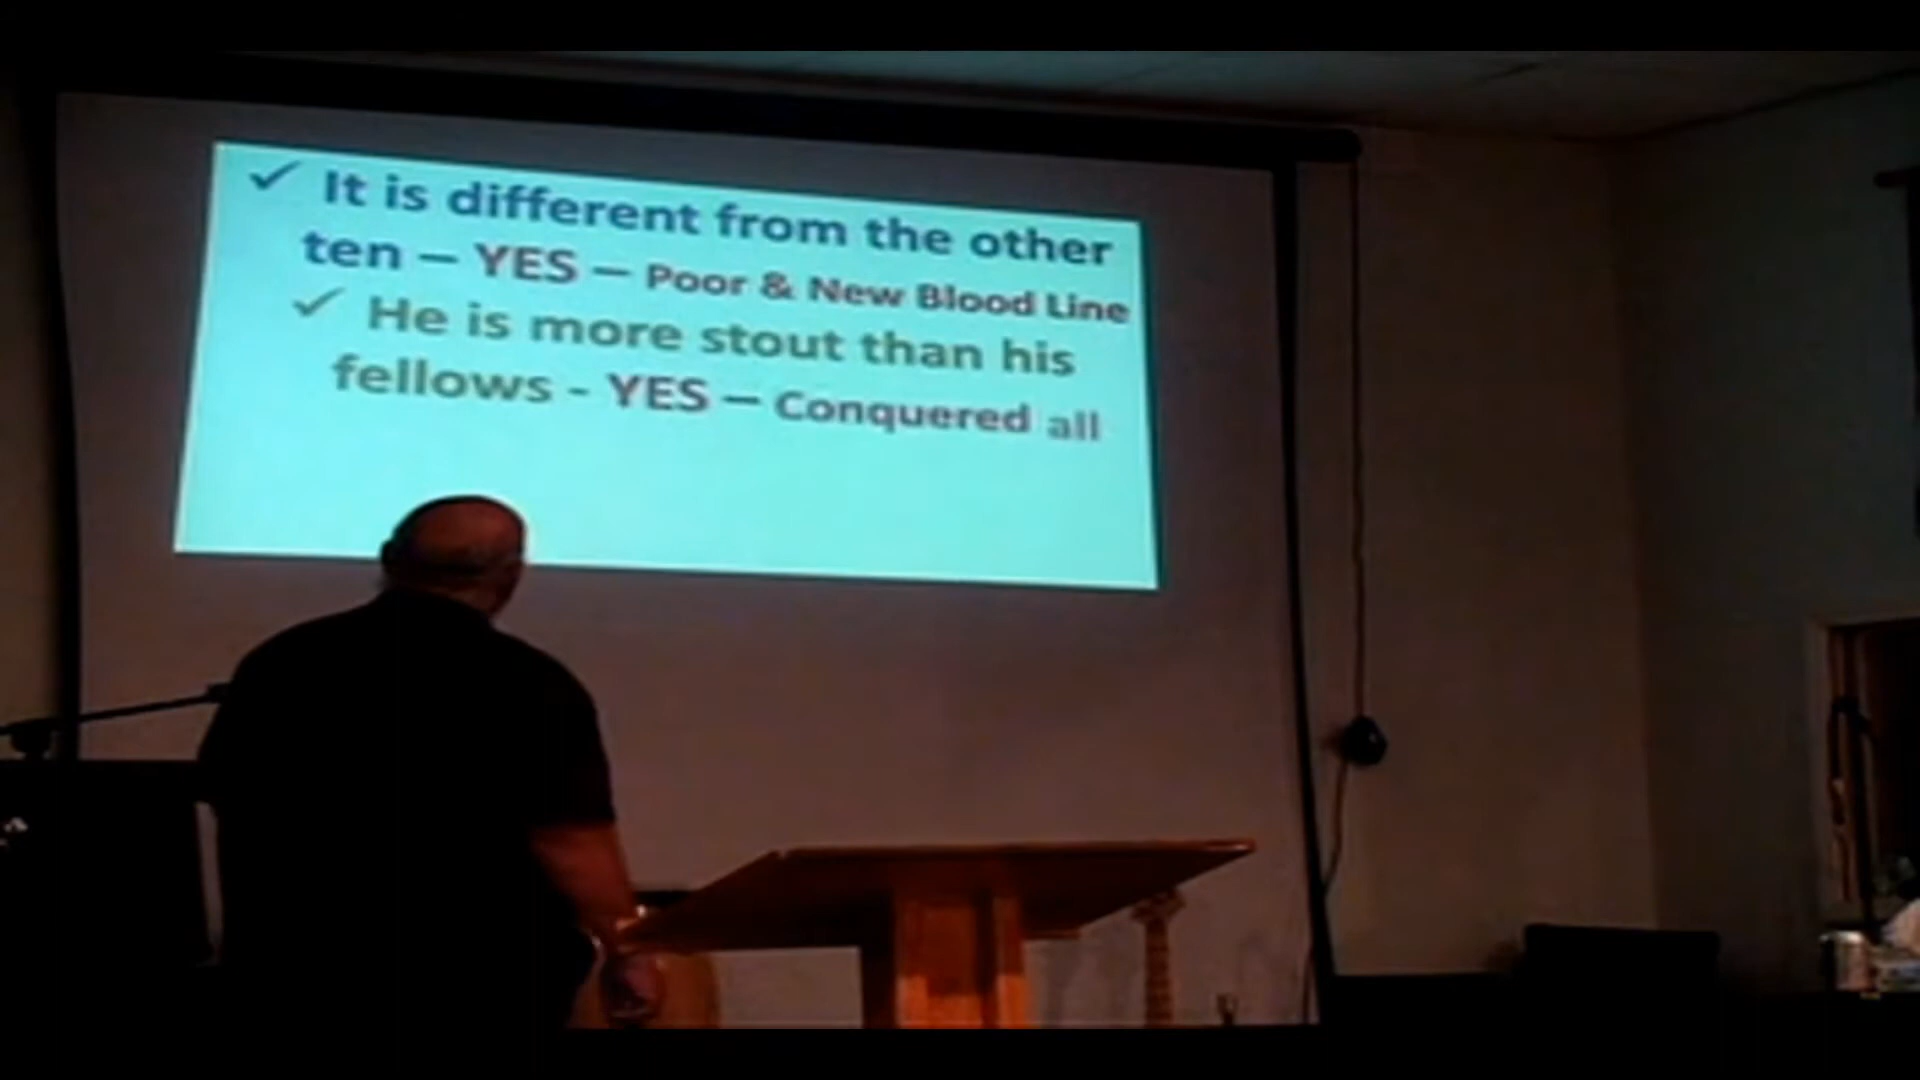 ✓ It is different from the other
ten – YES – Poor & New Blood Line
✓ He is more stout than his
fellows - YES – Conquered all